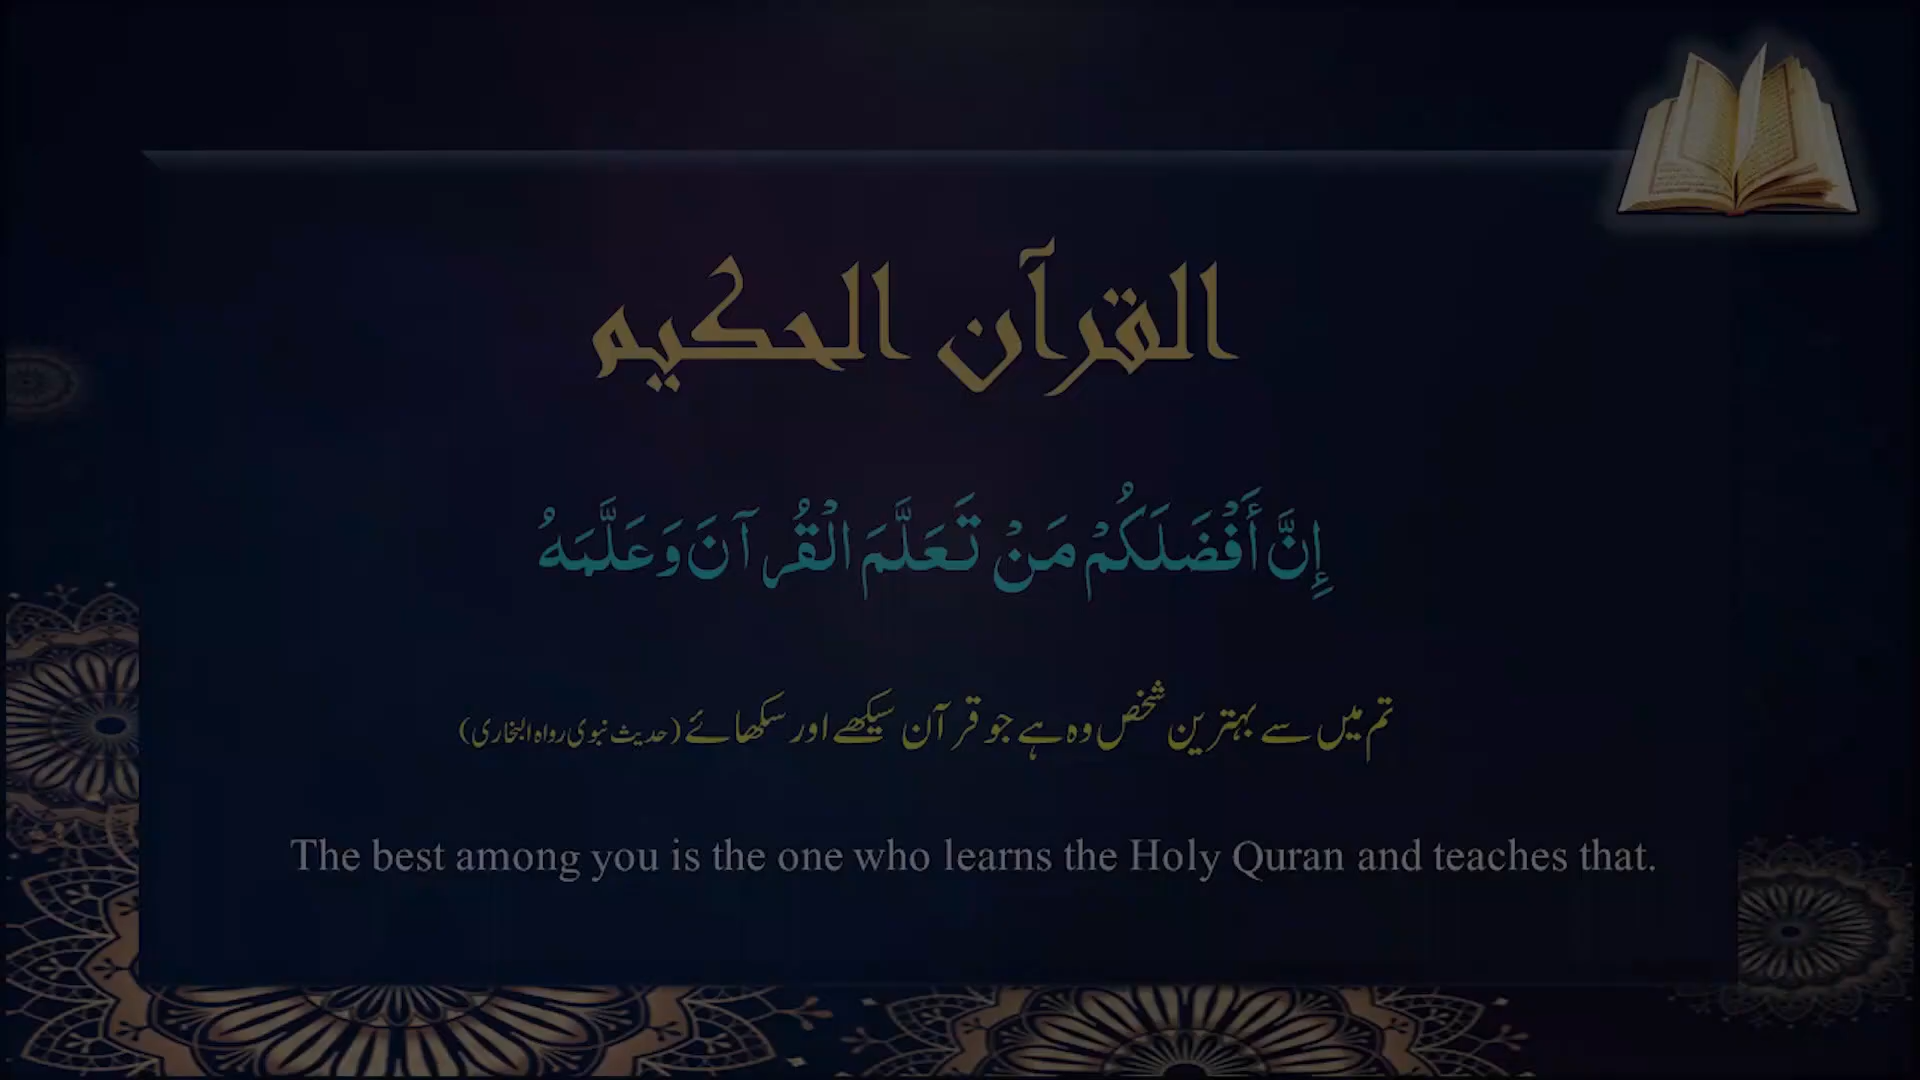 القرآن الحكيم
إِنَّ أَفْضَلَكُمْ مَنْ تَعَلَّمَ الْقُرآنَ وَعَلَّمَهُ
تم میں سے بہترین شخص وہ ہے جو قرآن سیکھے اور سکھائے (حدیث نبوی رواہ البخاری)
The best among you is the one who learns the Holy Quran and teaches that.